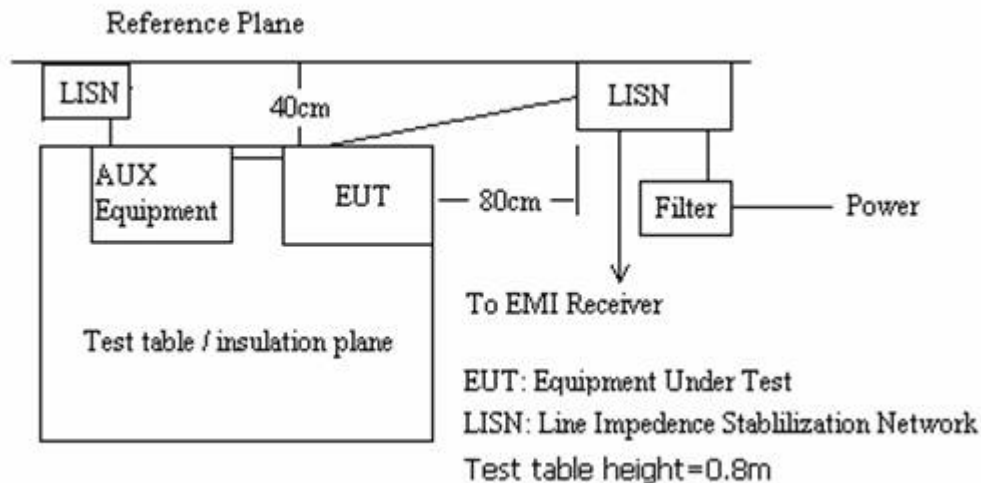 Reference Plane
LISN
40cm
LISN
AUX
Equipment
EUT
80cm
Filter
Power
To EMI Receiver
Test table / insulation plane
EUT: Equipment Under Test
LISN: Line Impedence Stablilization Network
Test table height=0.8m